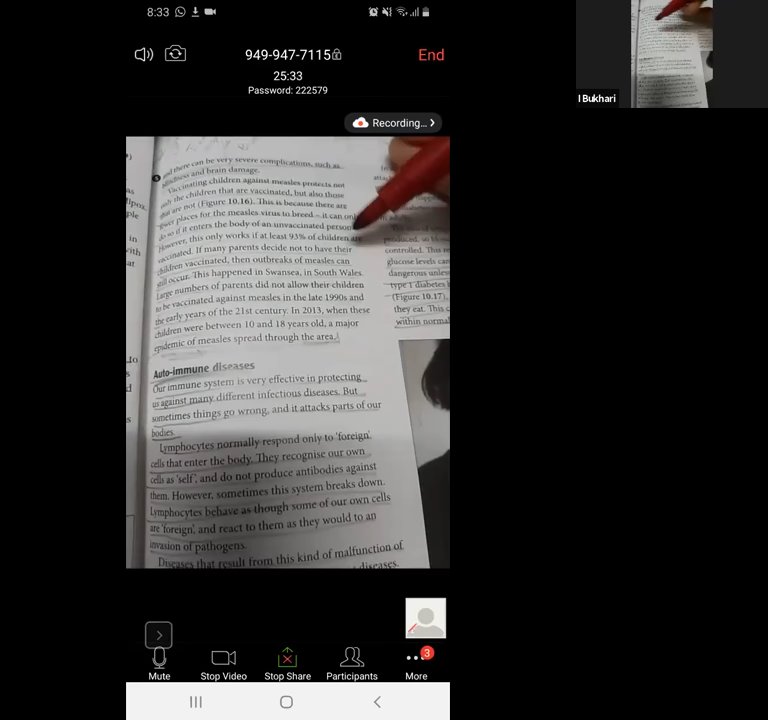 8:33
949-947-7115
End
25:33
Password: 222579
Recording...
I Bukhari
and there can be very severe complications, such as
blindness and brain damage.
Vaccinating children against measles protects not
only the children that are vaccinated, but also those
that are not (Figure 10.16). This is because there are
fewer places for the measles virus to breed – it can only
do so if it enters the body of an unvaccinated person
However, this only works if at least 93% of children are
vaccinated. If many parents decide not to have their
children vaccinated, then outbreaks of measles can
still occur. This happened in Swansea, in South Wales.
Large numbers of parents did not allow their children
to be vaccinated against measles in the late 1990s and
the early years of the 21st century. In 2013, when these
children were between 10 and 18 years old, a major
epidemic of measles spread through the area.
Auto-immune diseases
Our immune system is very effective in protecting
us against many different infectious diseases. But
sometimes things go wrong, and it attacks parts of our
bodies.
Lymphocytes normally respond only to 'foreign'
cells that enter the body. They recognise our own
cells as 'self', and do not produce antibodies against
them. However, sometimes this system breaks down.
Lymphocytes behave as though some of our own cells
are 'foreign', and react to them as they would to an
invasion of pathogens.
Diseases that result from this kind of malfunction of
diseases.
produced, so
controlled. This
glucose levels can
dangerous unless
type 1 diabetes
(Figure 10.17),
they eat. This
within normal
Mute
Stop Video
Stop Share
Participants
More
3